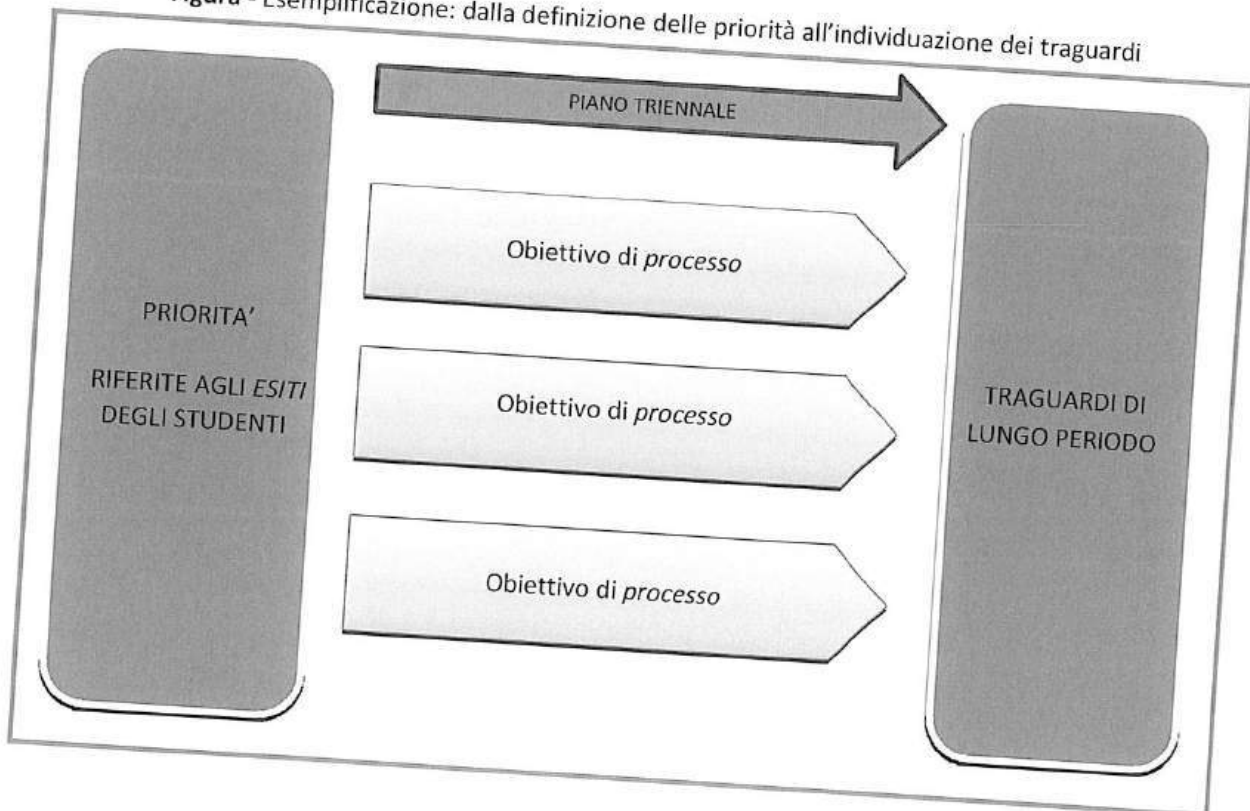 Figura - Esemplificazione: dalla definizione delle priorità all'individuazione dei traguardi
PIANO TRIENNALE
PRIORITA'
RIFERITE AGLI ESITI
DEGLI STUDENTI
Obiettivo di processo
Obiettivo di processo
Obiettivo di processo
TRAGUARDI DI
LUNGO PERIODO